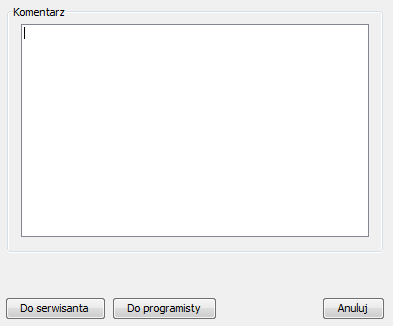 Komentarz
Do serwisanta
Do programisty
Anuluj